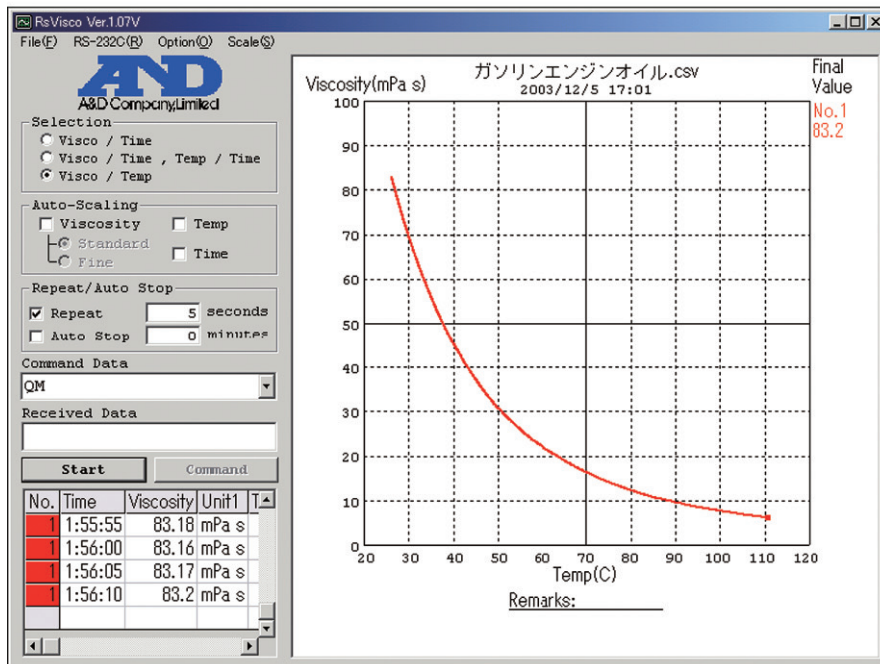 RsVisco Ver.1.07V
File(F) RS-232C(R) Option(O) Scale(S)
AND
A&D Company,Limited
Selection
Visco / Time
Visco / Time , Temp / Time
Visco / Temp
Auto-Scaling
Viscosity Temp
Standard
Time
Fine
Repeat/Auto Stop
Repeat 5 seconds
Auto Stop 0 minutes
Command Data
QM
Received Data
Start Command
No. Time Viscosity Unit1 T
1 1:55:55 83.18 mPa s
1 1:56:00 83.16 mPa s
1 1:56:05 83.17 mPa s
1 1:56:10 83.2 mPa s
Viscosity(mPa s)
ガソリンエンジンオイル.csv
2003/12/5 17:01
Final
Value
No.1
83.2
100
90
80
70
60
50
40
30
20
10
0
20 30 40 50 60 70 80 90 100 110 120
Temp(C)
Remarks: